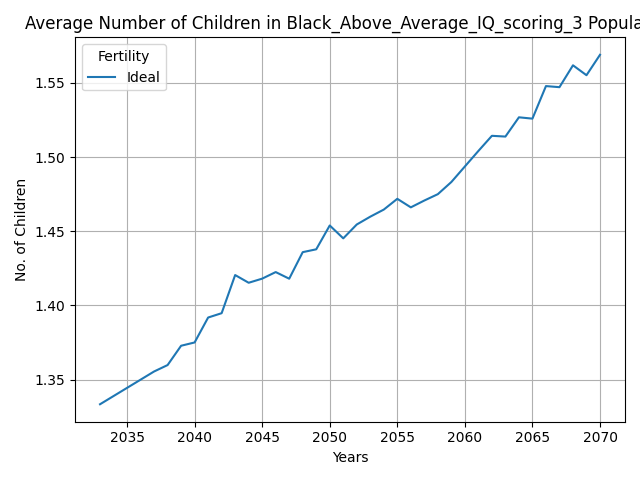 Average Number of Children in Black_Above_Average_IQ_scoring_3 Popula
Fertility
Ideal
1.55
1.50
1.45
1.40
1.35
No. of Children
2035 2040 2045 2050 2055 2060 2065 2070
Years